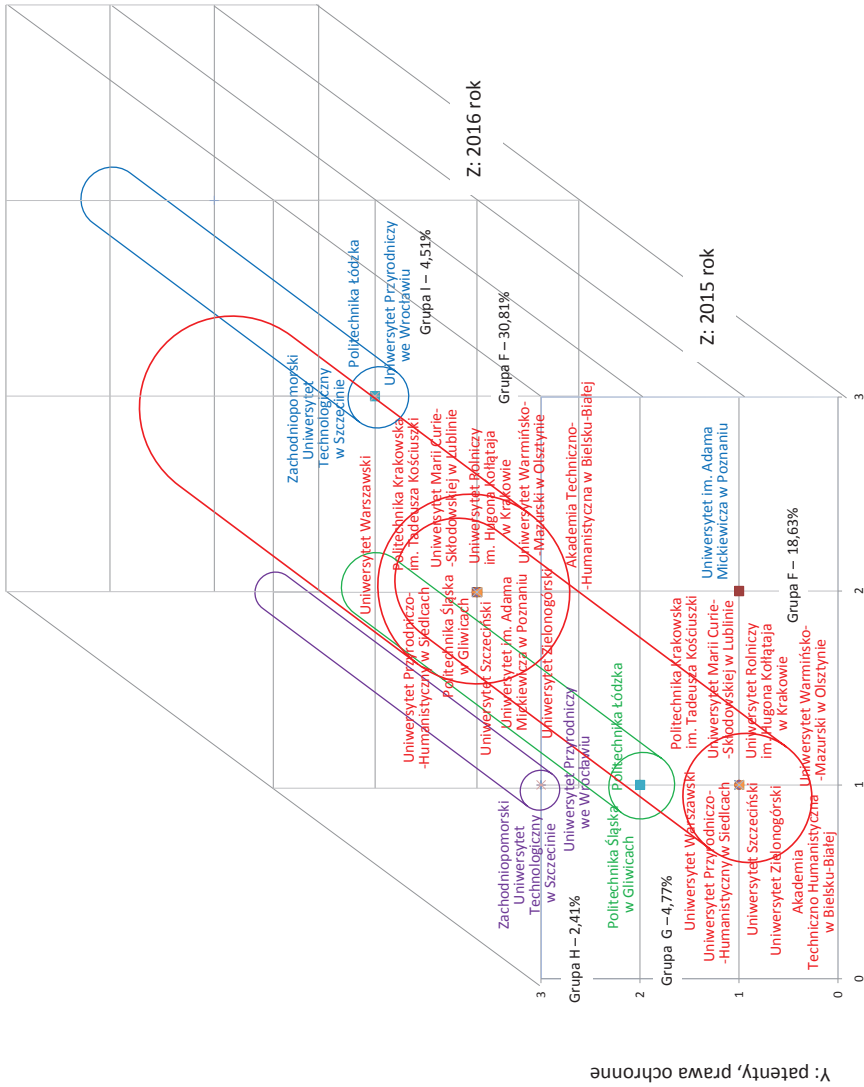 Z: 2016 rok
Zachodniopomorski
Uniwersytet
Technologiczny
w Szczecinie
Politechnika Łódzka
Uniwersytet Przyrodniczy
we Wrocławiu
Grupa I – 4,51%
Uniwersytet Warszawski
Politechnika Krakowska
im. Tadeusza Kościuszki
Uniwersytet Marii Curie-
-Skłodowskiej w Lublinie
Uniwersytet Rolniczy
im. Hugona Kołłątaja
w Krakowie
Uniwersytet Warmińsko-
-Mazurski w Olsztynie
Akademia Techniczno-
-Humanistyczna w Bielsku-Białej
Grupa F – 30,81%
Uniwersytet Przyrodniczo-
-Humanistyczny w Siedlcach
Politechnika Śląska
w Gliwicach
Uniwersytet Szczeciński
Uniwersytet im. Adama
Mickiewicza w Poznaniu
Uniwersytet Zielonogórski
Z: 2015 rok
Zachodniopomorski
Uniwersytet
Technologiczny
w Szczecinie
Uniwersytet Przyrodniczy
we Wrocławiu
Grupa H – 2,41%
Politechnika Śląska
w Gliwicach
Politechnika Łódzka
Grupa G –4,77%
Uniwersytet Warszawski
Uniwersytet Przyrodniczo-
-Humanistyczny w Siedlcach
Uniwersytet Szczeciński
Uniwersytet Zielonogórski
Akademia
Techniczno Humanistyczna
w Bielsku-Białej
Politechnika Krakowska
im. Tadeusza Kościuszki
Uniwersytet Marii Curie-
-Skłodowskiej w Lublinie
Uniwersytet Rolniczy
im. Hugona Kołłątaja
w Krakowie
Uniwersytet Warmińsko-
-Mazurski w Olsztynie
Uniwersytet im. Adama
Mickiewicza w Poznaniu
Grupa F – 18,63%
3
2
1
0
0
1
2
3
Y: patenty, prawa ochronne